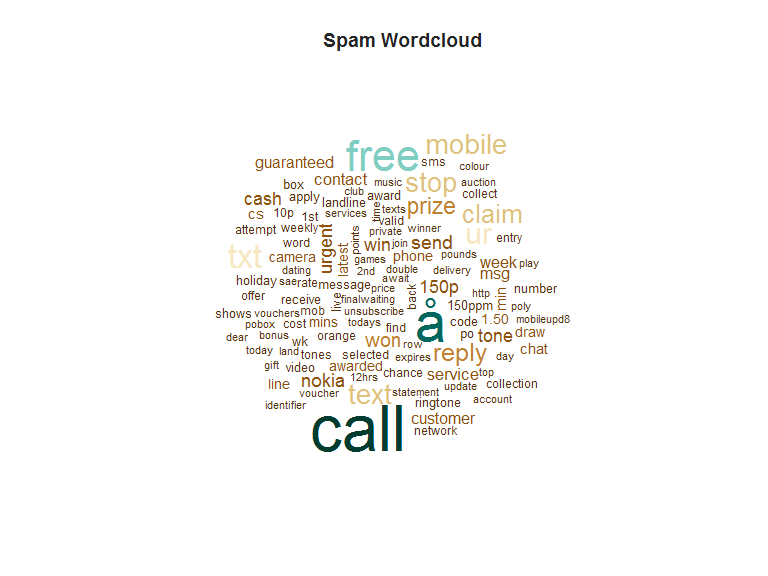 Spam Wordcloud
free mobile
guaranteed sms colour
box contact music stop auction
cash apply club award collect
landline texts prize claim
cs 10p 1st services time valid
attempt weekly private winner ur entry
word urgent points win join send
txt camera latest games phone pounds week play
dating 2nd double delivery msg
holiday sae rate message await
price back 150p http min number
offer receive live final waiting 150ppm poly
shows vouchers mob unsubscribe å
pobox cost mins todays find code 1.50 mobileupd8
dear bonus wk orange won row po tone draw
today land tones selected expires reply day chat
gift video awarded chance service top
line nokia 12hrs update collection
voucher text statement
identifier ringtone account
call customer
network